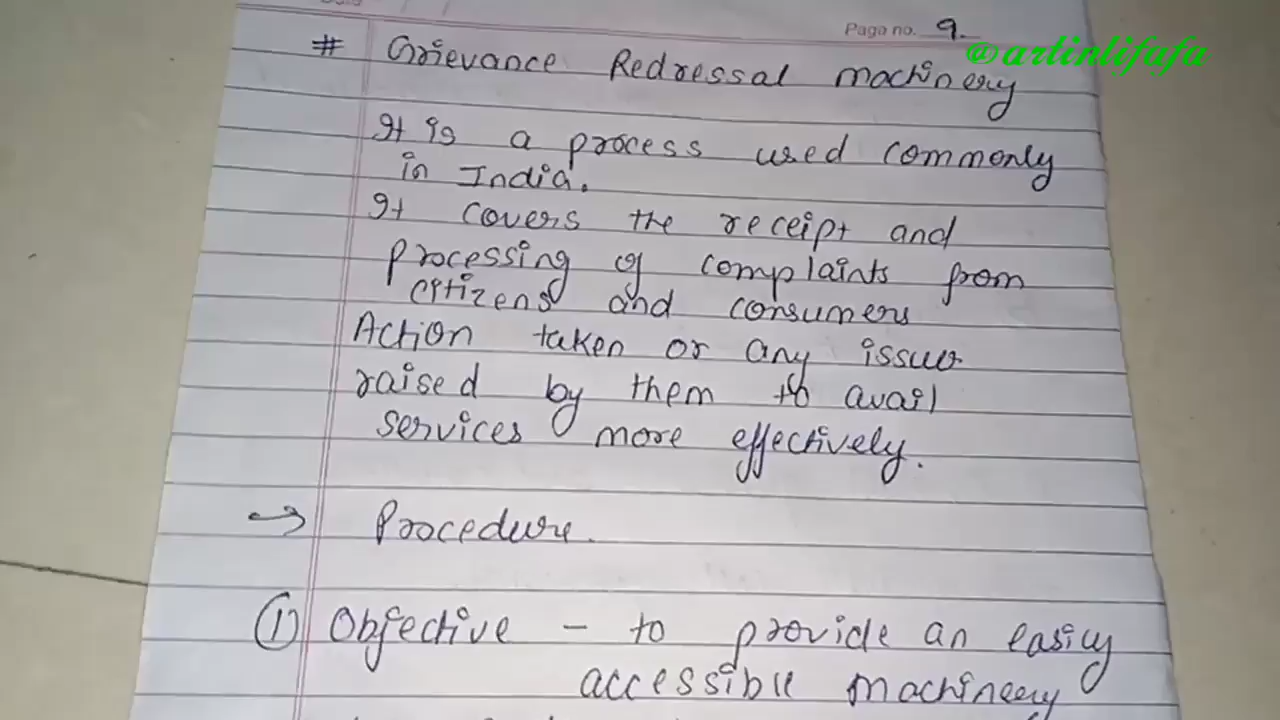 Page no. 9.
@artinlifafa
# Grievance Redressal machinery
It is a process used commonly
in India.
It covers the receipt and
processing of complaints from
citizens and consumers
Action taken or any issue
raised by them to avail
services more effectively.
→ Procedure.
① Objective - to provide an easily
accessible machineery